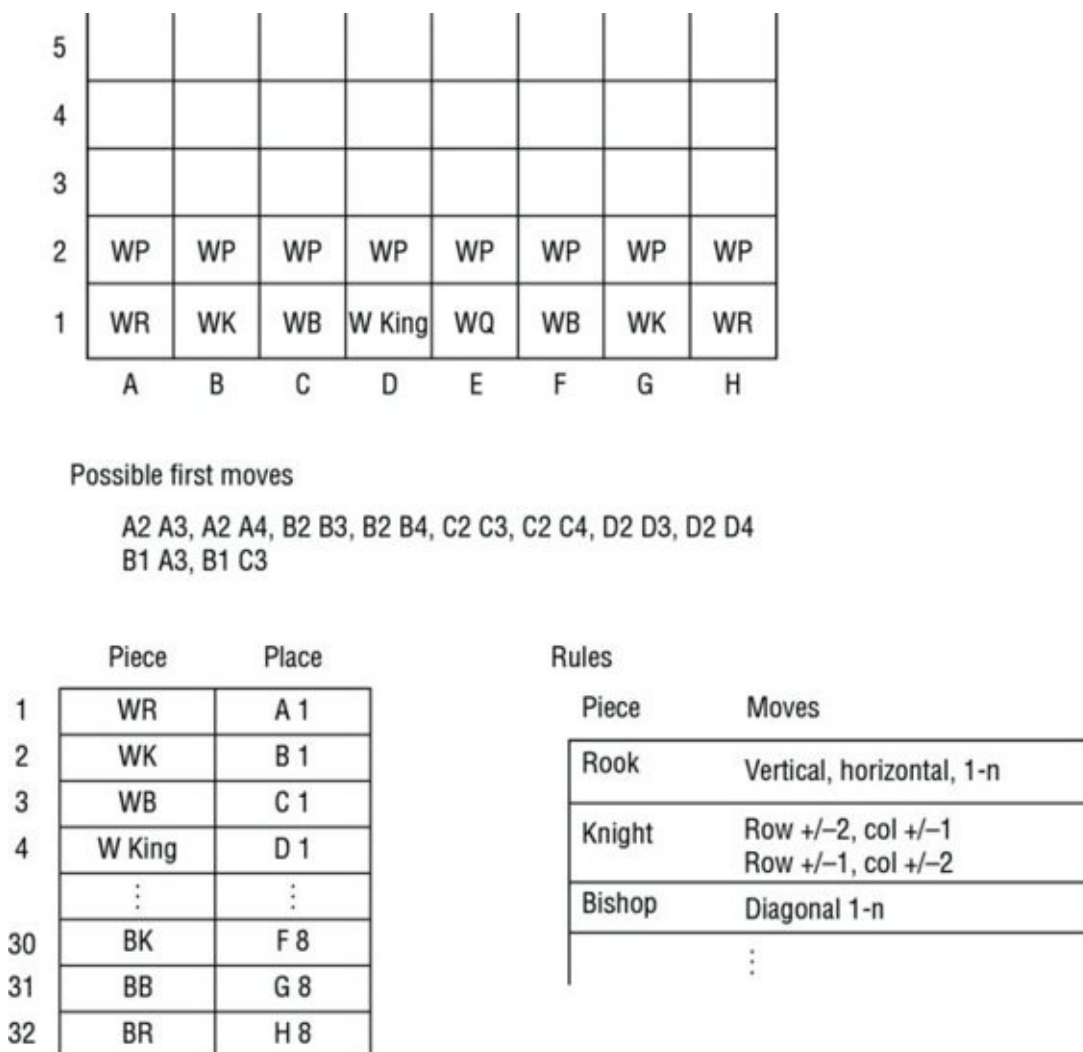 5
4
3
2 WP WP WP WP WP WP WP WP
1 WR WK WB W King WQ WB WK WR
A B C D E F G H
Possible first moves
A2 A3, A2 A4, B2 B3, B2 B4, C2 C3, C2 C4, D2 D3, D2 D4
B1 A3, B1 C3
Piece Place
1 WR A 1
2 WK B 1
3 WB C 1
4 W King D 1
⋮ ⋮
30 BK F 8
31 BB G 8
32 BR H 8
Rules
Piece Moves
Rook Vertical, horizontal, 1-n
Knight Row +/–2, col +/–1
Row +/–1, col +/–2
Bishop Diagonal 1-n
⋮